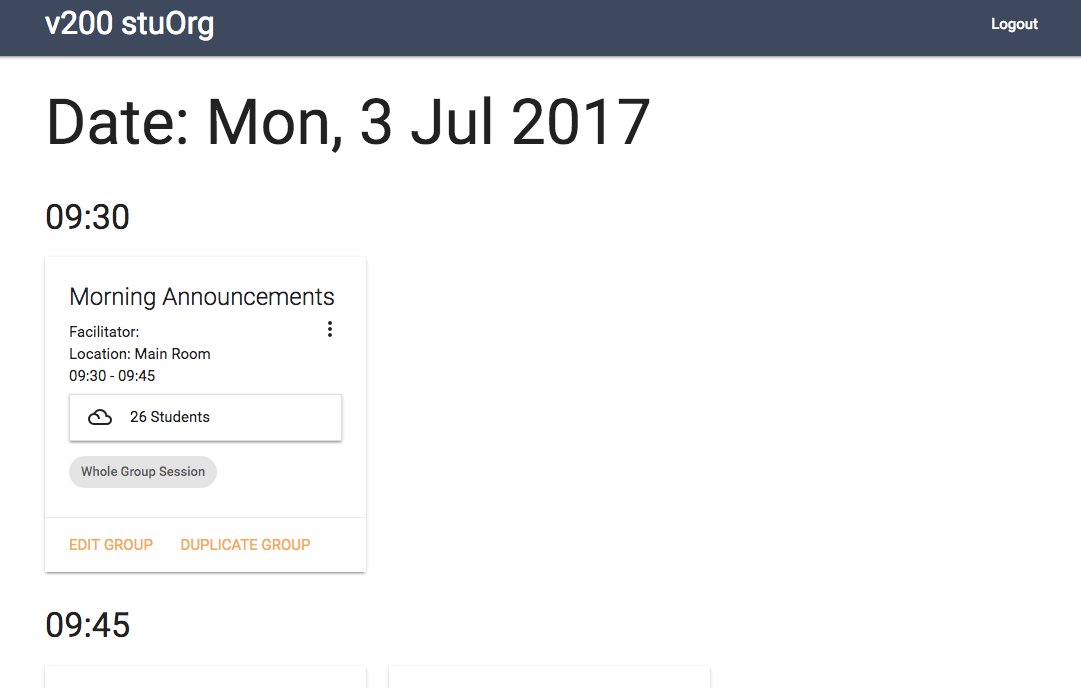 v200 stuOrg
Logout
Date: Mon, 3 Jul 2017
09:30
Morning Announcements
Facilitator:
Location: Main Room
09:30 - 09:45
26 Students
Whole Group Session
EDIT GROUP
DUPLICATE GROUP
09:45